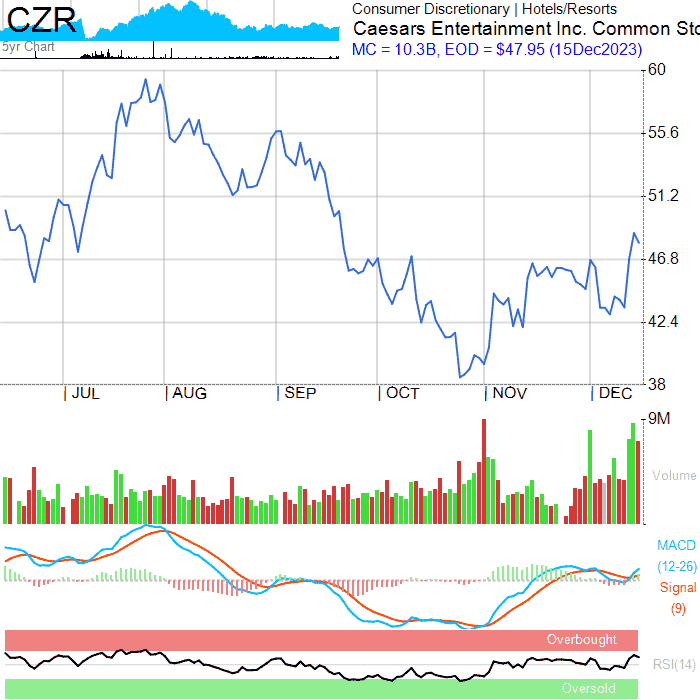 CZR
5yr Chart
Consumer Discretionary | Hotels/Resorts
Caesars Entertainment Inc. Common Sto
MC = 10.3B, EOD = $47.95 (15Dec2023)
60
55.6
51.2
46.8
42.4
38
JUL
AUG
SEP
OCT
NOV
DEC
9M
Volume
MACD
(12-26)
Signal
(9)
Overbought
RSI(14)
Oversold